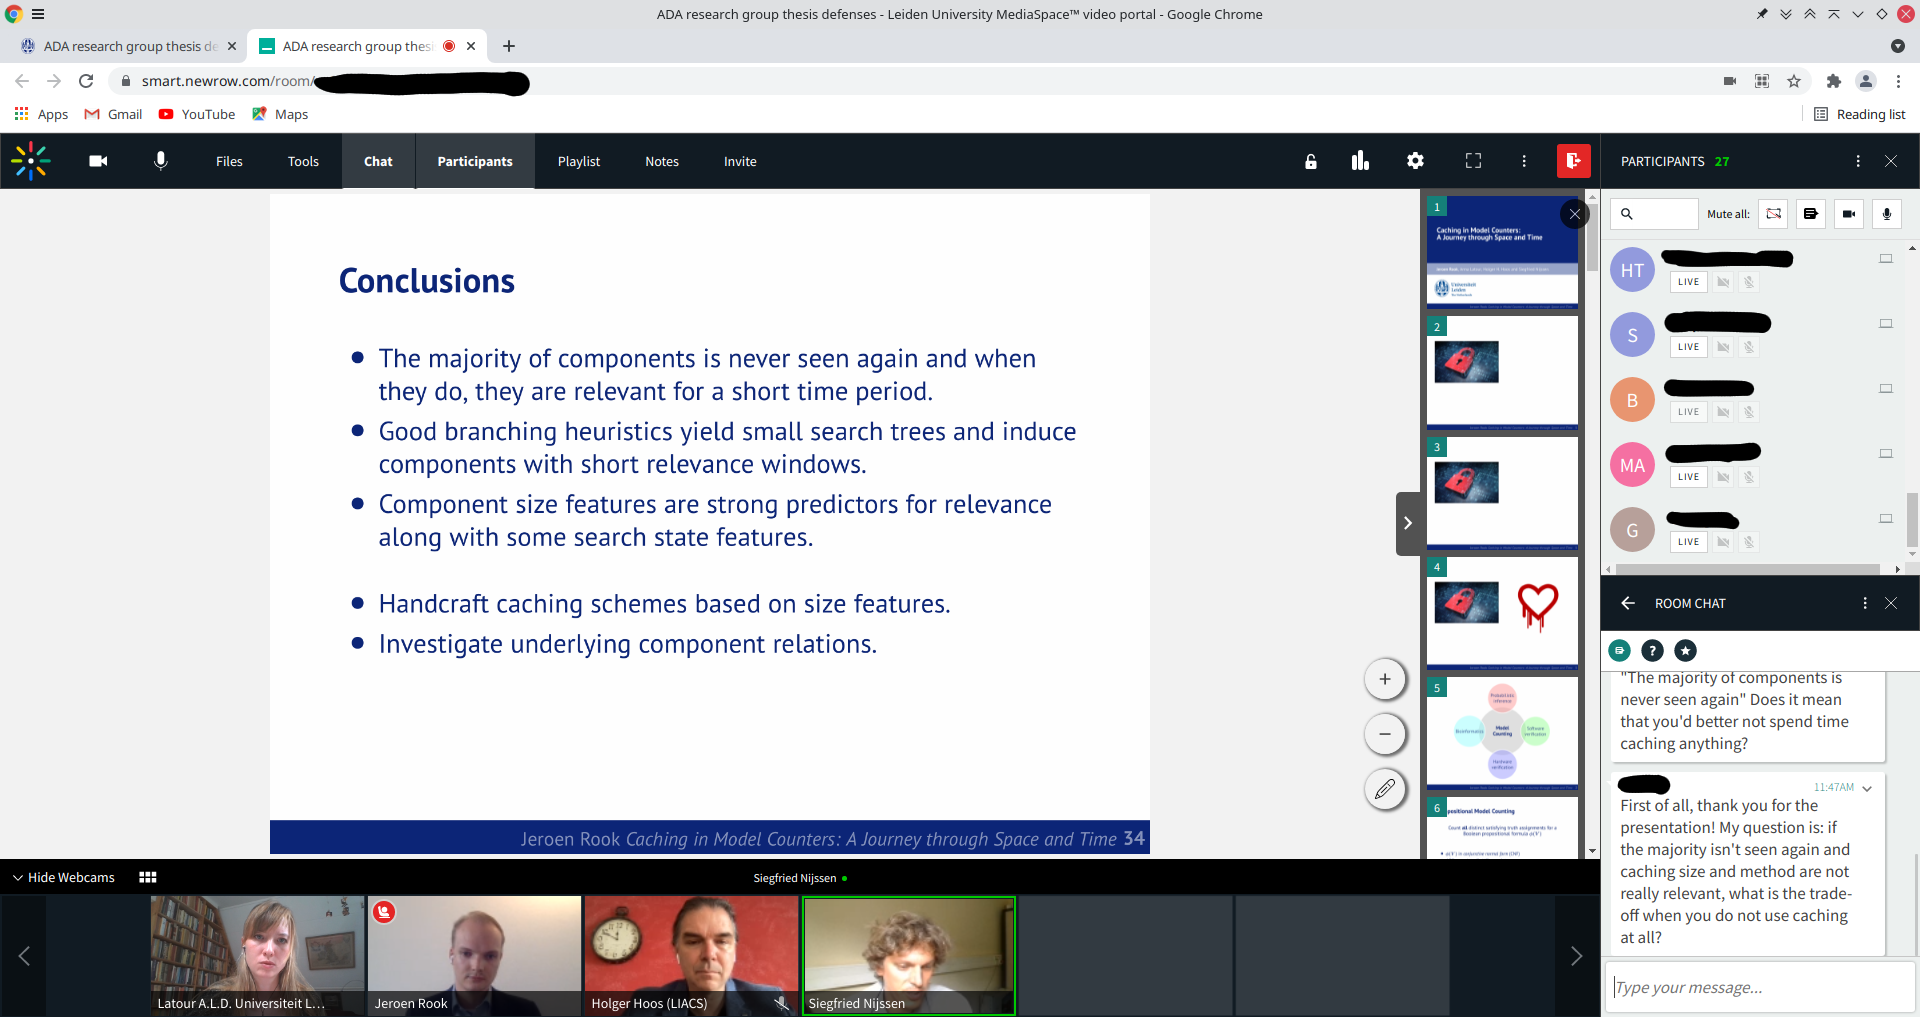 ADA research group thesis defenses - Leiden University MediaSpace™ video portal - Google Chrome
ADA research group thesis de
ADA research group thes
smart.newrow.com/room/
Apps
Gmail
YouTube
Maps
Reading list
Files
Tools
Chat
Participants
Playlist
Notes
Invite
PARTICIPANTS 27
Mute all:
HT
LIVE
S
LIVE
B
LIVE
MA
LIVE
G
LIVE
Conclusions
• The majority of components is never seen again and when
they do, they are relevant for a short time period.
• Good branching heuristics yield small search trees and induce
components with short relevance windows.
• Component size features are strong predictors for relevance
along with some search state features.
• Handcraft caching schemes based on size features.
• Investigate underlying component relations.
Jeroen Rook Caching in Model Counters: A Journey through Space and Time 34
1
Caching in Model Counters:
A Journey through Space and Time
Universiteit
Leiden
2
3
4
5
Model
Counting
6
Count all distinct satisfying truth assignments for a
ROOM CHAT
"The majority of components is
never seen again" Does it mean
that you'd better not spend time
caching anything?
11:47AM
First of all, thank you for the
presentation! My question is: if
the majority isn't seen again and
caching size and method are not
really relevant, what is the trade-
off when you do not use caching
at all?
Type your message...
Hide Webcams
Siegfried Nijssen
Latour A.L.D. Universiteit L...
Jeroen Rook
Holger Hoos (LIACS)
Siegfried Nijssen